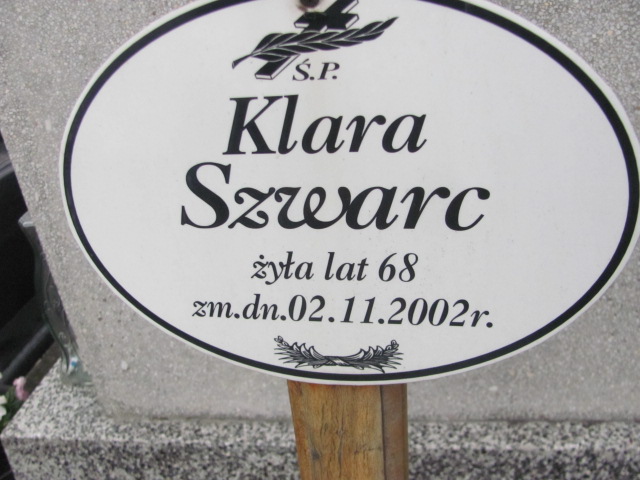 Ś.P.
Klara
Szwarc
żyła lat 68
zm.dn.02.11.2002r.